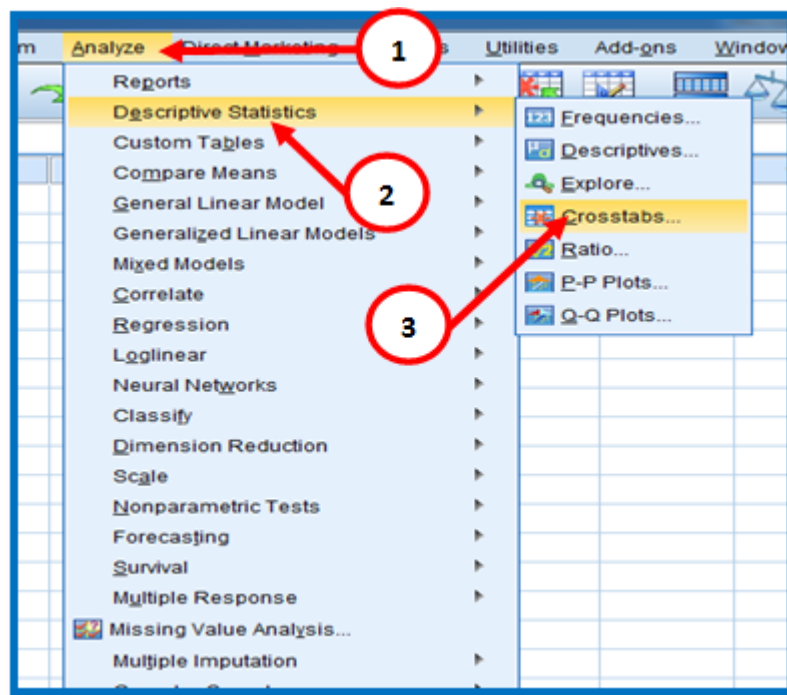 m Analyze Direct Marketing s Utilities Add-ons Window
1
Reports
Descriptive Statistics
Custom Tables
Compare Means
General Linear Model
Generalized Linear Models
Mixed Models
Correlate
Regression
Loglinear
Neural Networks
Classify
Dimension Reduction
Scale
Nonparametric Tests
Forecasting
Survival
Multiple Response
Missing Value Analysis...
Multiple Imputation
2
3
123 Frequencies...
Descriptives...
Explore...
Crosstabs...
Ratio...
P-P Plots...
Q-Q Plots...